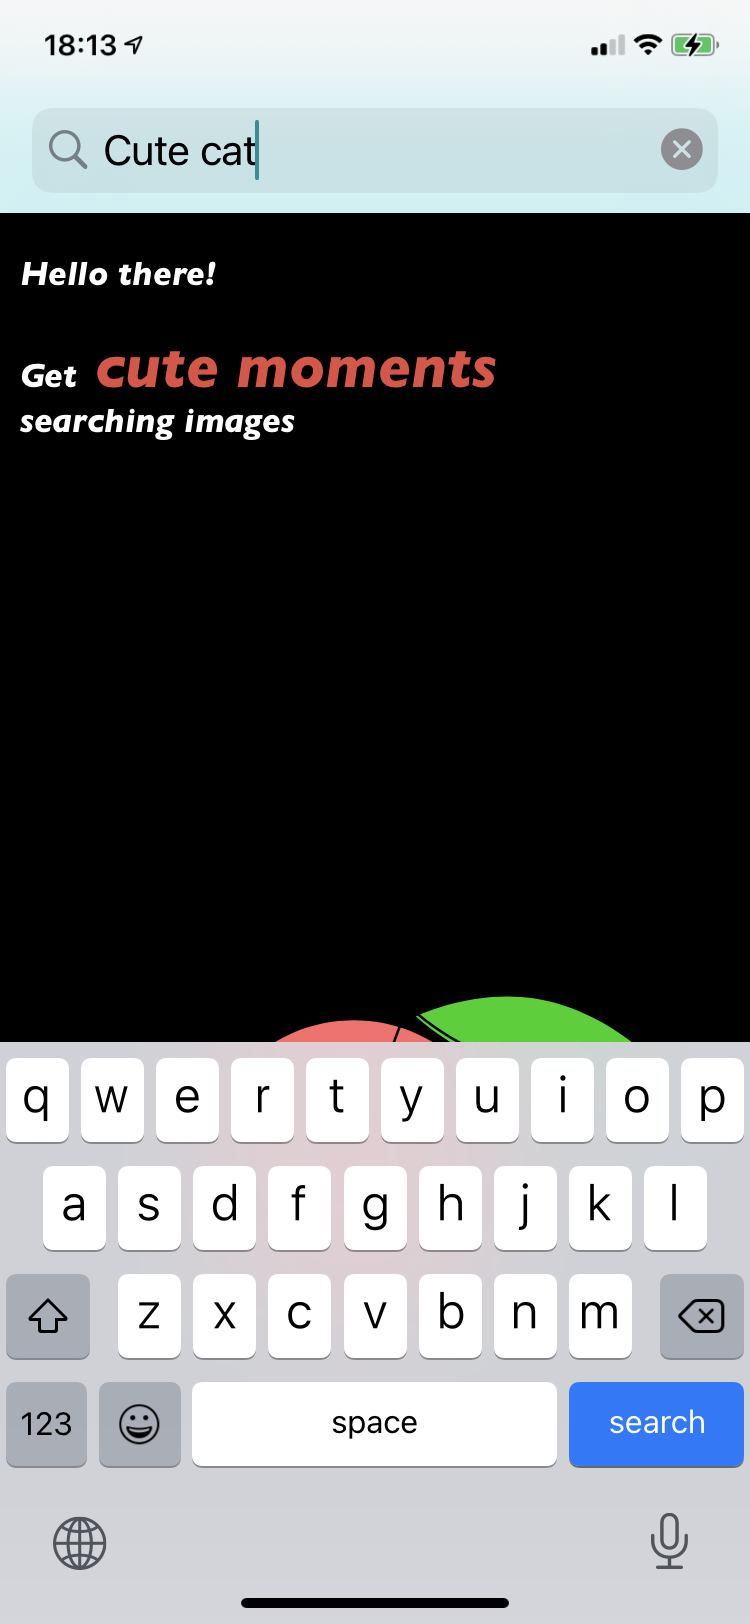 18:13
Cute cat
Hello there!
Get cute moments
searching images
q w e r t y u i o p
a s d f g h j k l
z x c v b n m
123 space search